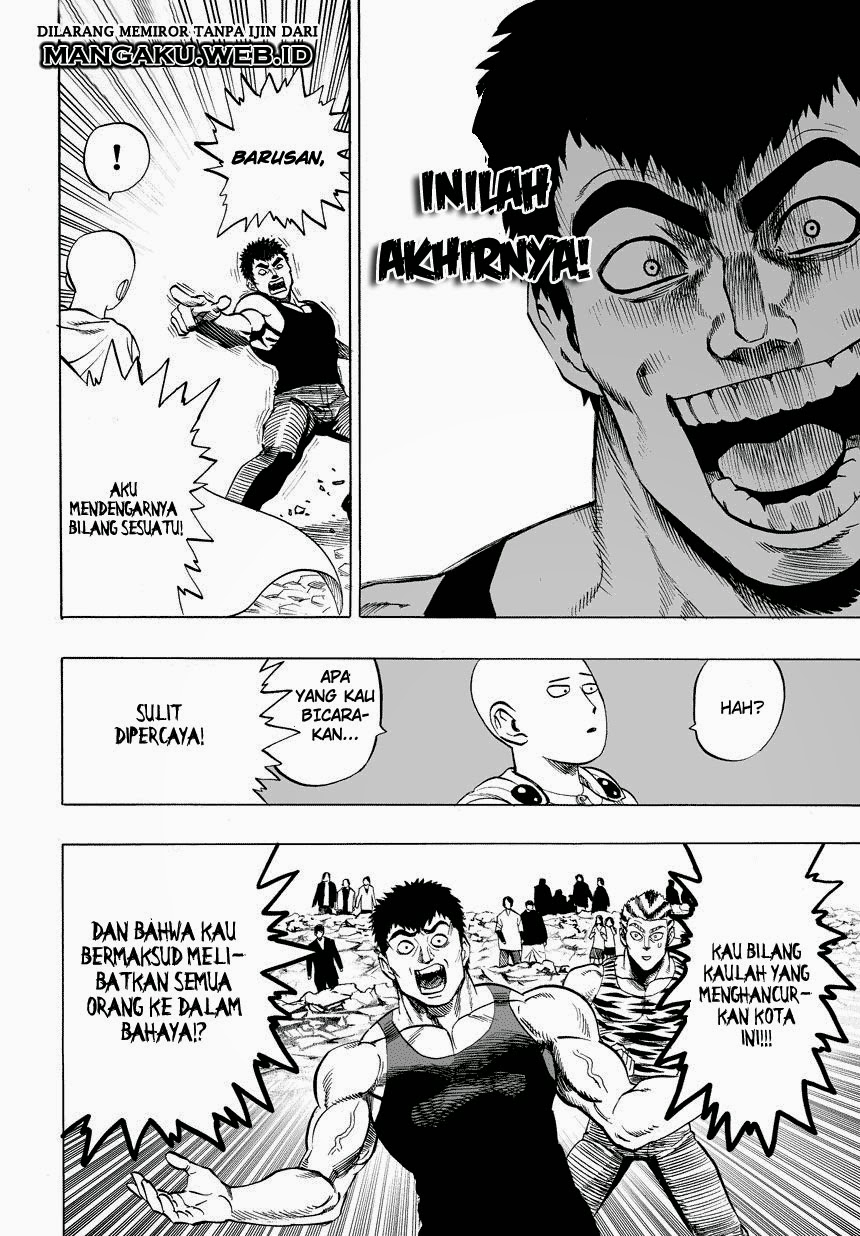 DILARANG MEMIROR TANPA IJIN DARI
MANGAKU.WEB.ID
INILAH
AKHIRNYA!
BARUSAN,
!
AKU
MENDENGARNYA
BILANG SESUATU!
HAH?
APA
YANG KAU
BICARA-
KAN...
SULIT
DIPERCAYA!
KAU BILANG
KAULAH YANG
MENGHANCUR-
KAN KOTA
INI!!!
DAN BAHWA KAU
BERMAKSUD MELI-
BATKAN SEMUA
ORANG KE DALAM
BAHAYA!?